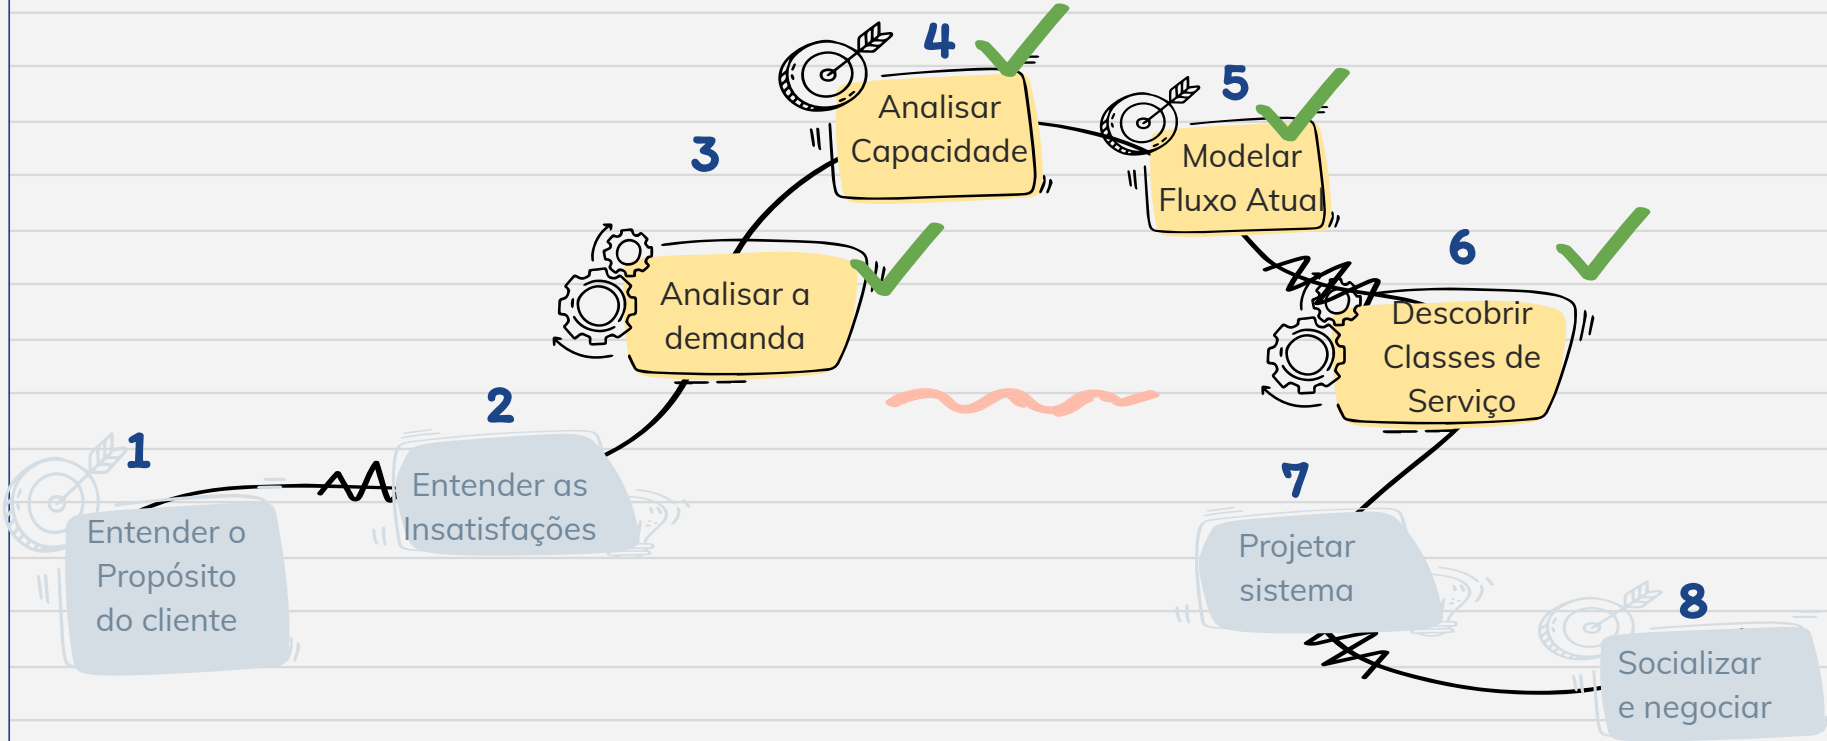 1
Entender o
Propósito
do cliente
2
Entender as
Insatisfações
3
Analisar a
demanda
4
Analisar
Capacidade
5
Modelar
Fluxo Atual
6
Descobrir
Classes de
Serviço
7
Projetar
sistema
8
Socializar
e negociar